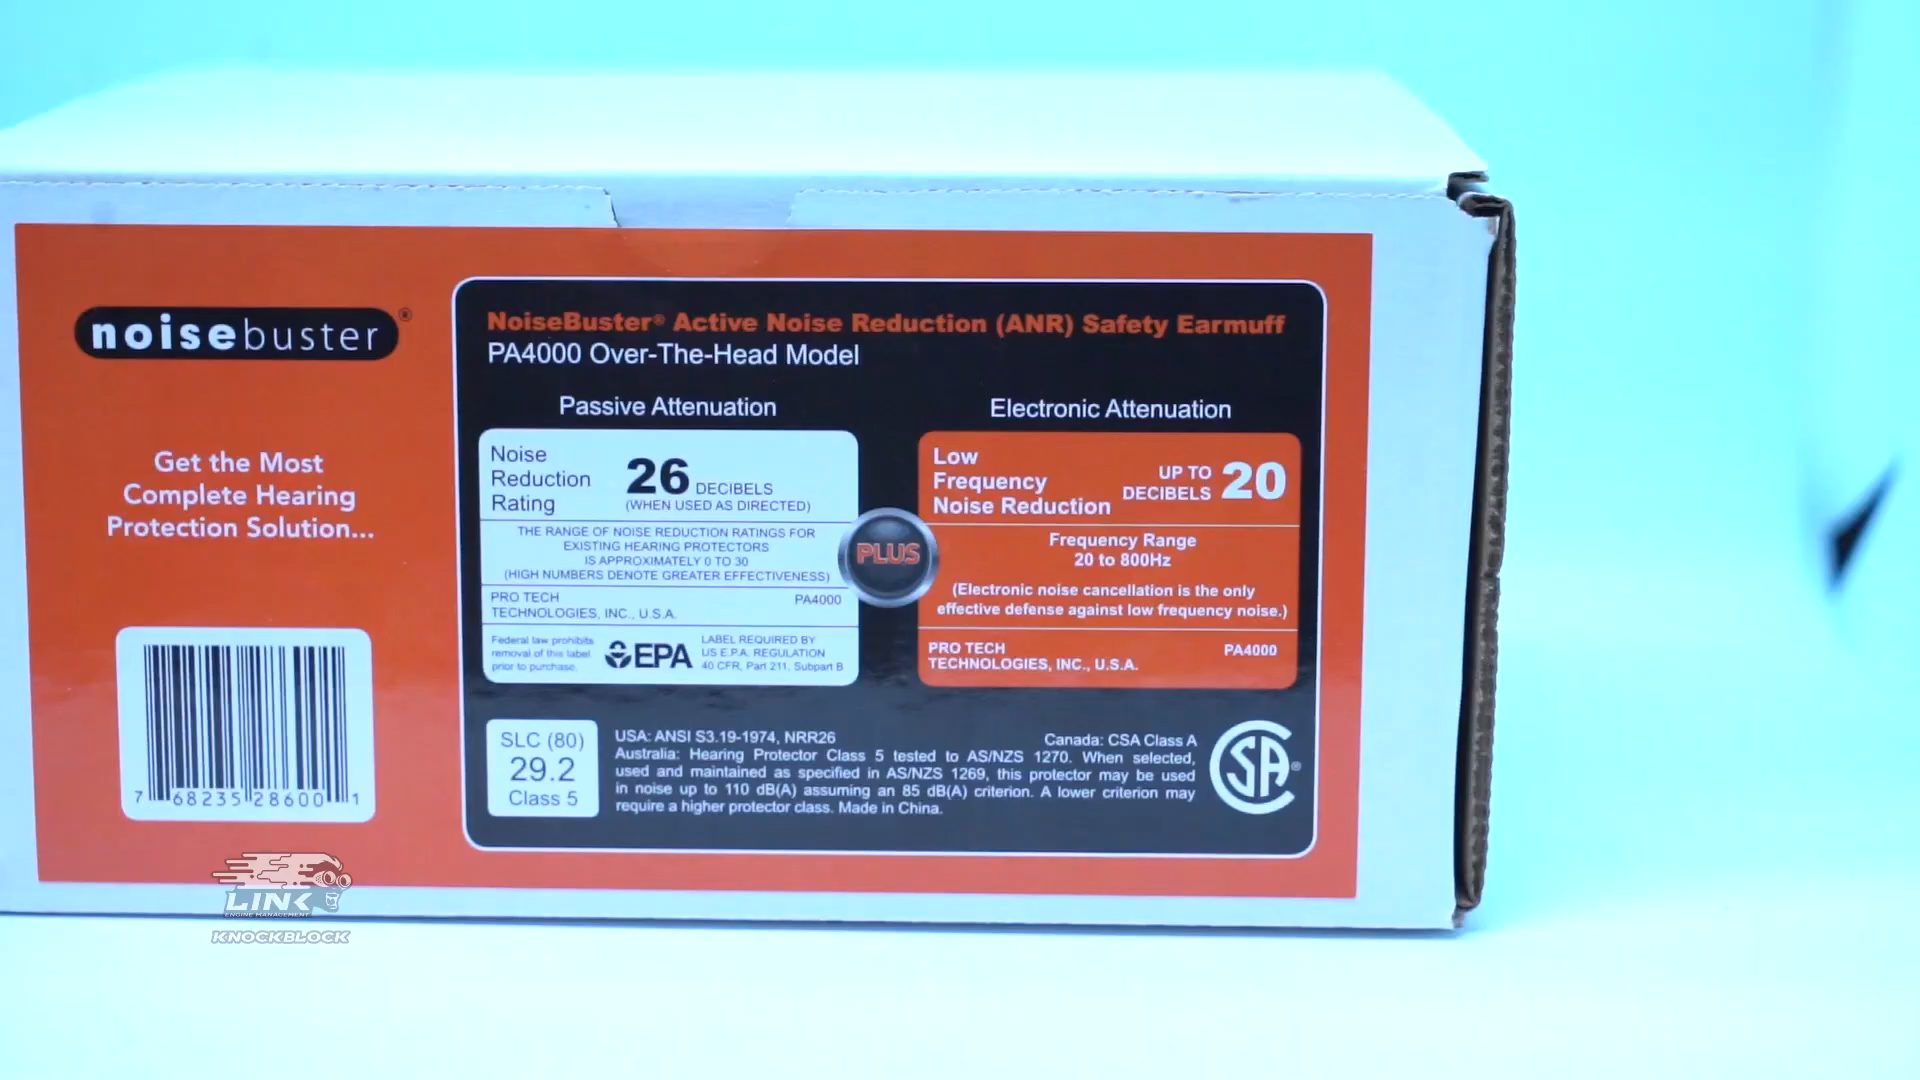 noisebuster®
Get the Most
Complete Hearing
Protection Solution...
7 68235 28600 1
NoiseBuster® Active Noise Reduction (ANR) Safety Earmuff
PA4000 Over-The-Head Model
Passive Attenuation
Noise
Reduction
Rating
26 DECIBELS
(WHEN USED AS DIRECTED)
THE RANGE OF NOISE REDUCTION RATINGS FOR
EXISTING HEARING PROTECTORS
IS APPROXIMATELY 0 TO 30
(HIGH NUMBERS DENOTE GREATER EFFECTIVENESS)
PRO TECH
TECHNOLOGIES, INC., U.S.A.
PA4000
Federal law prohibits
removal of this label
prior to purchase.
EPA
LABEL REQUIRED BY
US E.P.A. REGULATION
40 CFR, Part 211, Subpart B
PLUS
Electronic Attenuation
Low
Frequency
Noise Reduction
UP TO
DECIBELS
20
Frequency Range
20 to 800Hz
(Electronic noise cancellation is the only
effective defense against low frequency noise.)
PRO TECH
TECHNOLOGIES, INC., U.S.A.
PA4000
SLC (80)
29.2
Class 5
USA: ANSI S3.19-1974, NRR26
Canada: CSA Class A
Australia: Hearing Protector Class 5 tested to AS/NZS 1270. When selected,
used and maintained as specified in AS/NZS 1269, this protector may be used
in noise up to 110 dB(A) assuming an 85 dB(A) criterion. A lower criterion may
require a higher protector class. Made in China.
SA®
LINK
ENGINE MANAGEMENT
KNOCKBLOCK